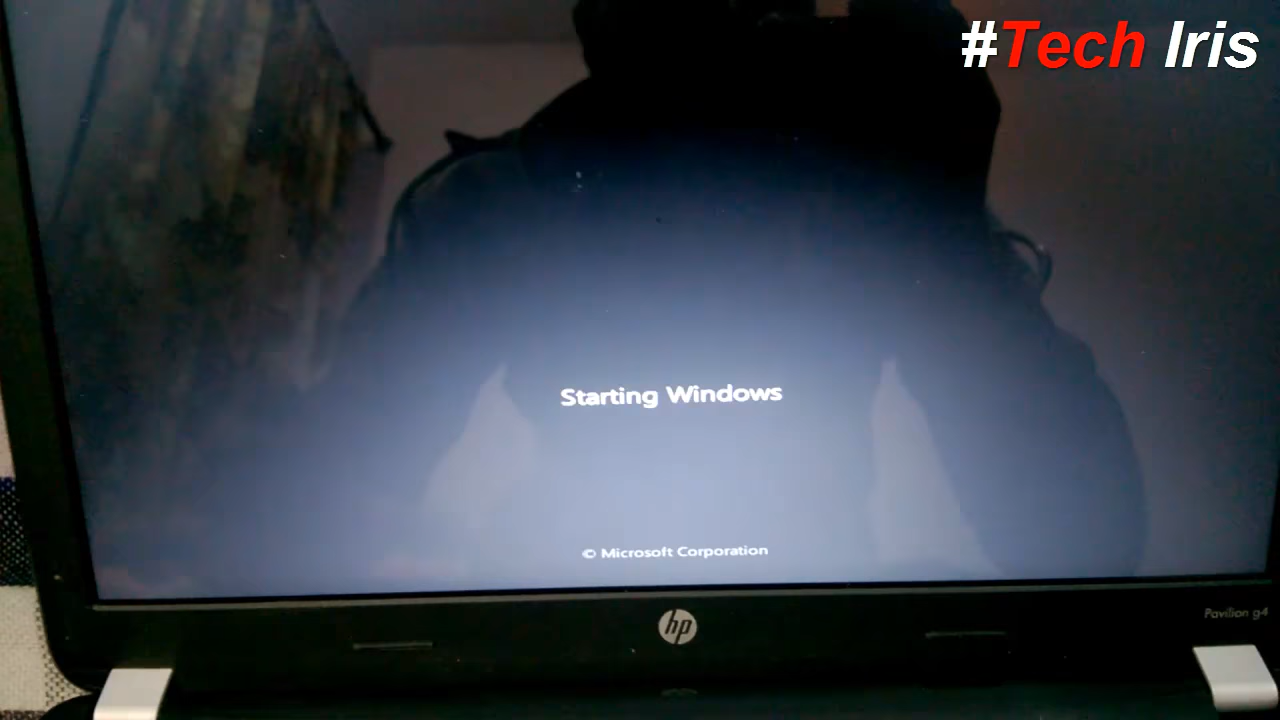 #Tech Iris
Starting Windows
© Microsoft Corporation
hp
Pavilion g4